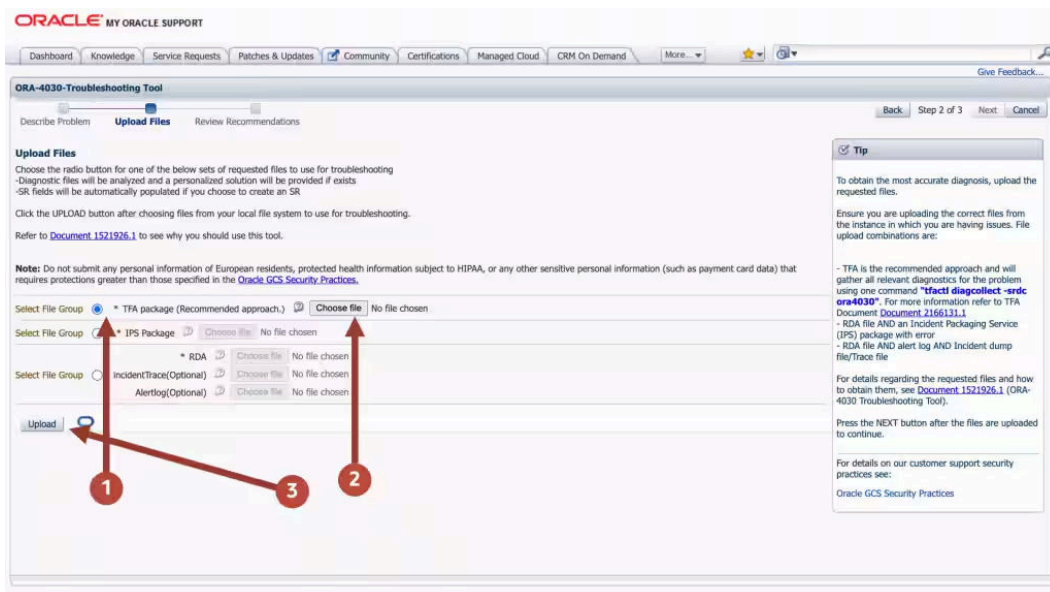 ORACLE MY ORACLE SUPPORT
Dashboard Knowledge Service Requests Patches & Updates Community Certifications Managed Cloud CRM On Demand More...
Give Feedback...
ORA-4030-Troubleshooting Tool
Describe Problem Upload Files Review Recommendations
Back Step 2 of 3 Next Cancel
Upload Files
Choose the radio button for one of the below sets of requested files to use for troubleshooting
-Diagnostic files will be analyzed and a personalized solution will be provided if exists
-SR fields will be automatically populated if you choose to create an SR
Click the UPLOAD button after choosing files from your local file system to use for troubleshooting.
Refer to Document 1521926.1 to see why you should use this tool.
Note: Do not submit any personal information of European residents, protected health information subject to HIPAA, or any other sensitive personal information (such as payment card data) that
requires protections greater than those specified in the Oracle GCS Security Practices.
Select File Group * TFA package (Recommended approach.) Choose file No file chosen
Select File Group * IPS Package Choose file No file chosen
* RDA Choose file No file chosen
Select File Group IncidentTrace(Optional) Choose file No file chosen
Alertlog(Optional) Choose file No file chosen
Upload
1
3
2
Tip
To obtain the most accurate diagnosis, upload the
requested files.
Ensure you are uploading the correct files from
the instance in which you are having issues. File
upload combinations are:
- TFA is the recommended approach and will
gather all relevant diagnostics for the problem
using one command "tfactl diagcollect -srdc
ora4030". For more information refer to TFA
Document Document 2166131.1
- RDA file AND an Incident Packaging Service
(IPS) package with error
- RDA file AND alert log AND Incident dump
file/Trace file
For details regarding the requested files and how
to obtain them, see Document 1521926.1 (ORA-
4030 Troubleshooting Tool).
Press the NEXT button after the files are uploaded
to continue.
For details on our customer support security
practices see:
Oracle GCS Security Practices